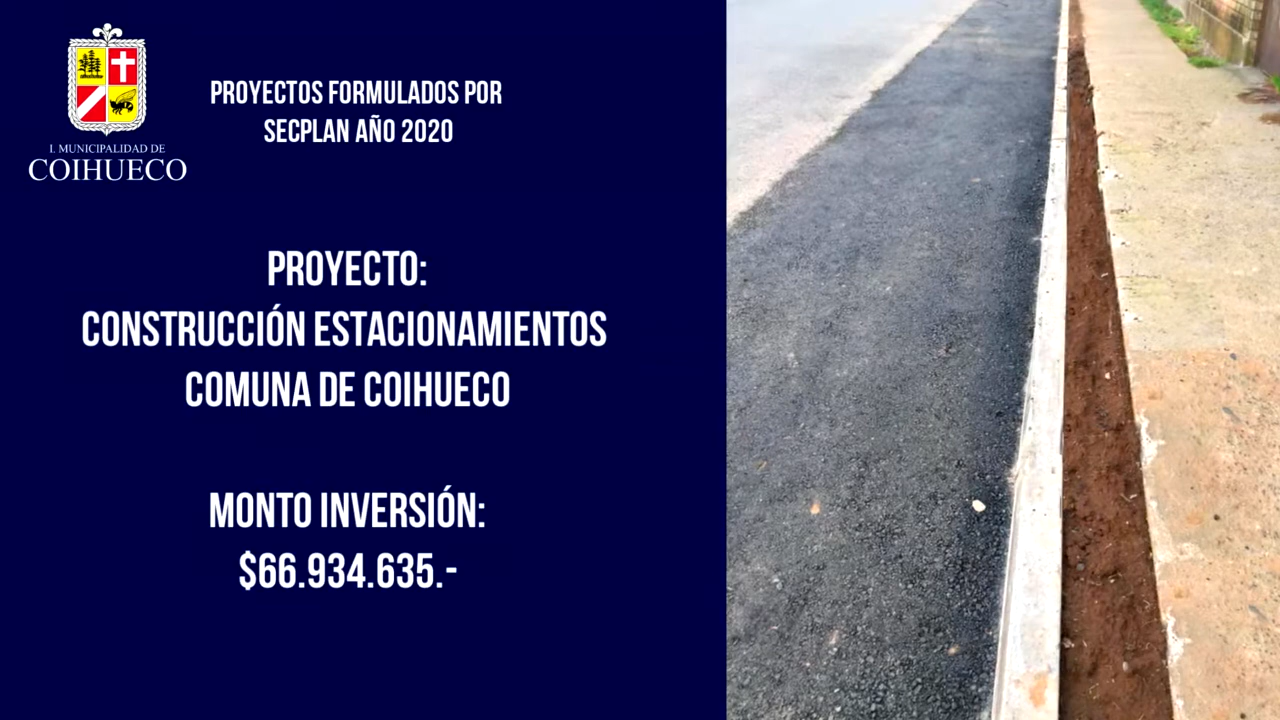 I. MUNICIPALIDAD DE
COIHUECO
PROYECTOS FORMULADOS POR
SECPLAN AÑO 2020
PROYECTO:
CONSTRUCCIÓN ESTACIONAMIENTOS
COMUNA DE COIHUECO
MONTO INVERSIÓN:
$66.934.635.-